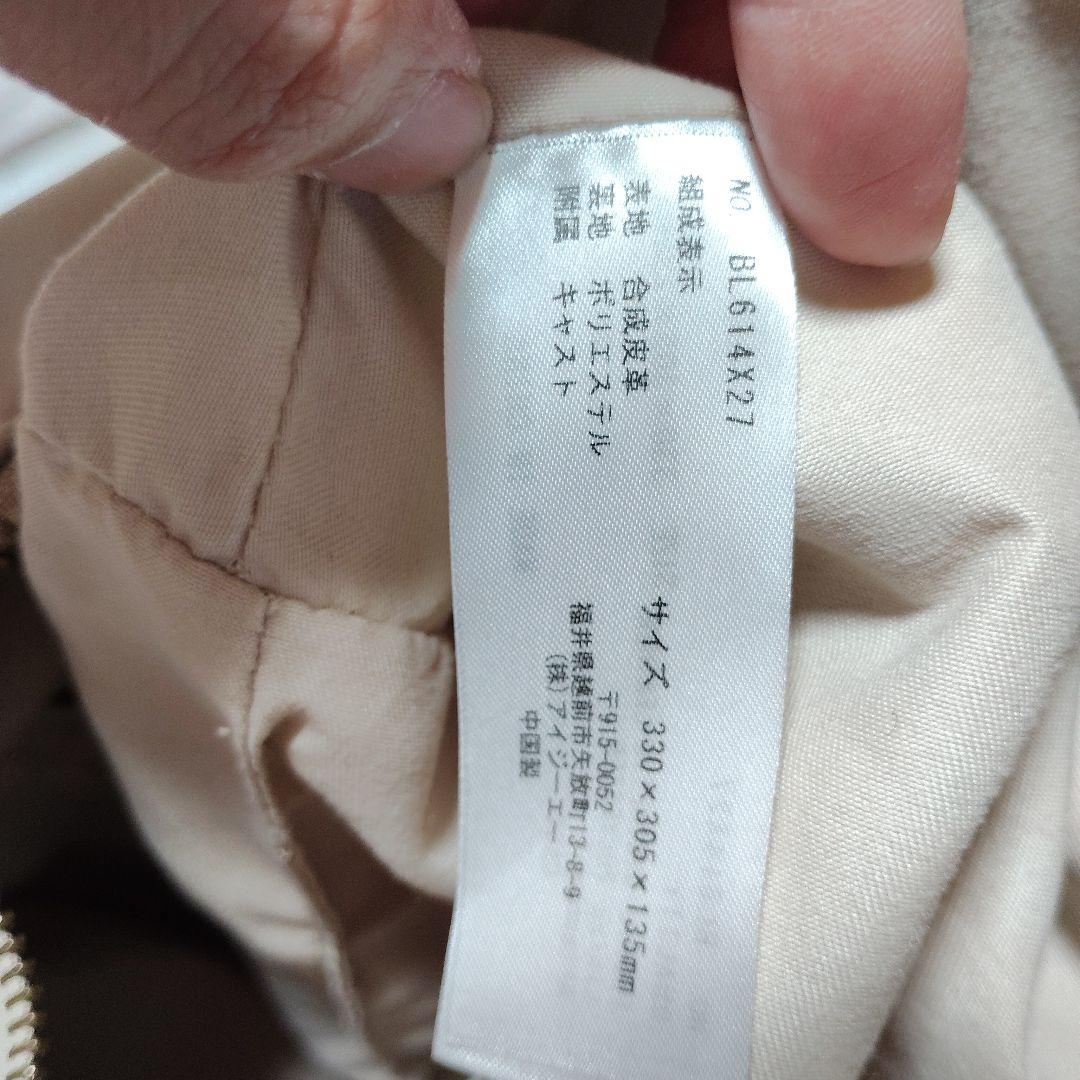 NO. BL614X27
組成表示
表地 合成皮革
裏地 ポリエステル
附属 キャスト
サイズ 330×305×135mm
〒915-0052
福井県越前市矢放町13-8-9
(株)アイジーエー
中国製